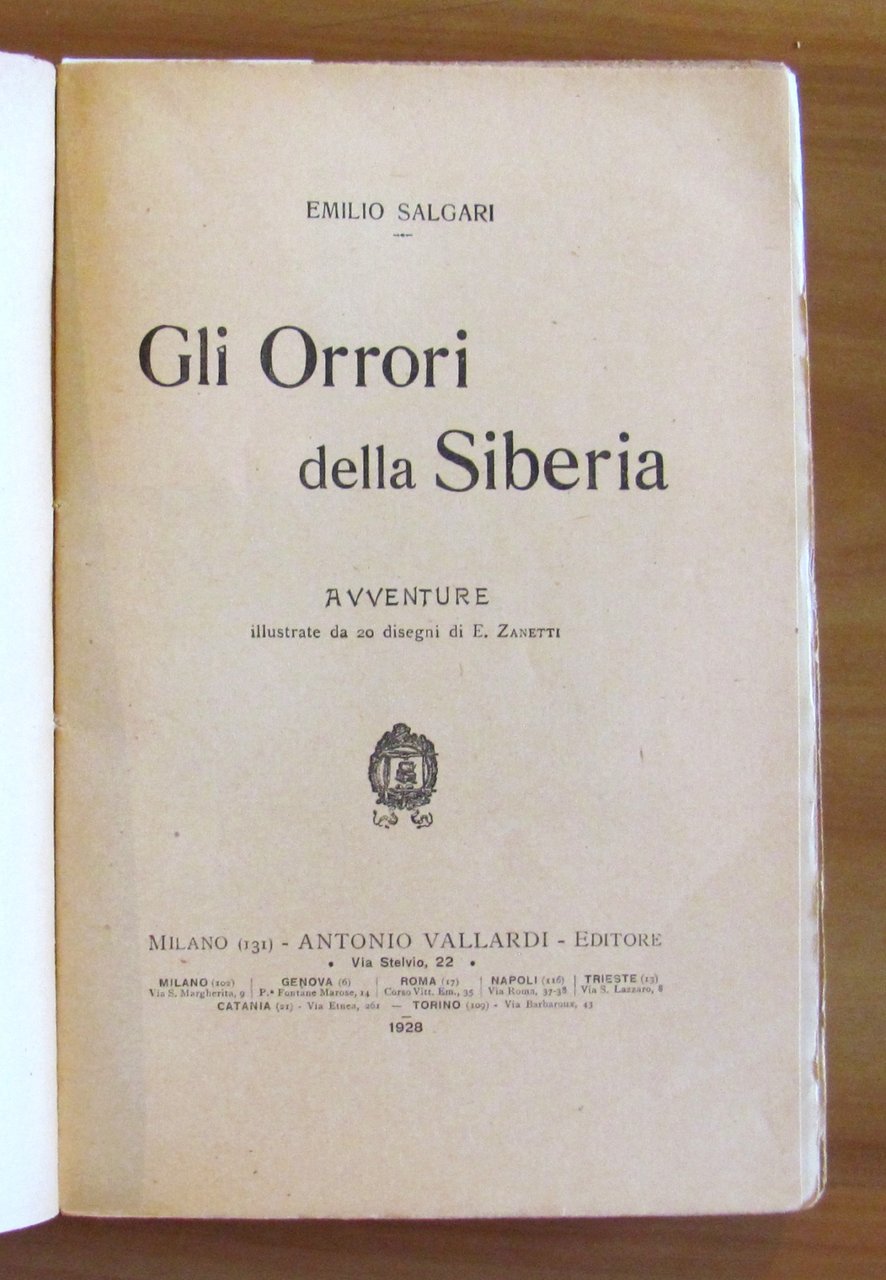 EMILIO SALGARI
Gli Orrori
della Siberia
AVVENTURE
illustrate da 20 disegni di E. ZANETTI
MILANO (131) - ANTONIO VALLARDI - EDITORE
• Via Stelvio, 22 •
MILANO (102) | GENOVA (6) | ROMA (17) | NAPOLI (116) | TRIESTE (13)
Via S. Margherita, 9 | P.ª Fontane Marose, 14 | Corso Vitt. Em., 35 | Via Roma, 37-38 | Via S. Lazzaro, 8
CATANIA (21) - Via Etnea, 261 — TORINO (109) - Via Barbaroux, 43
1928